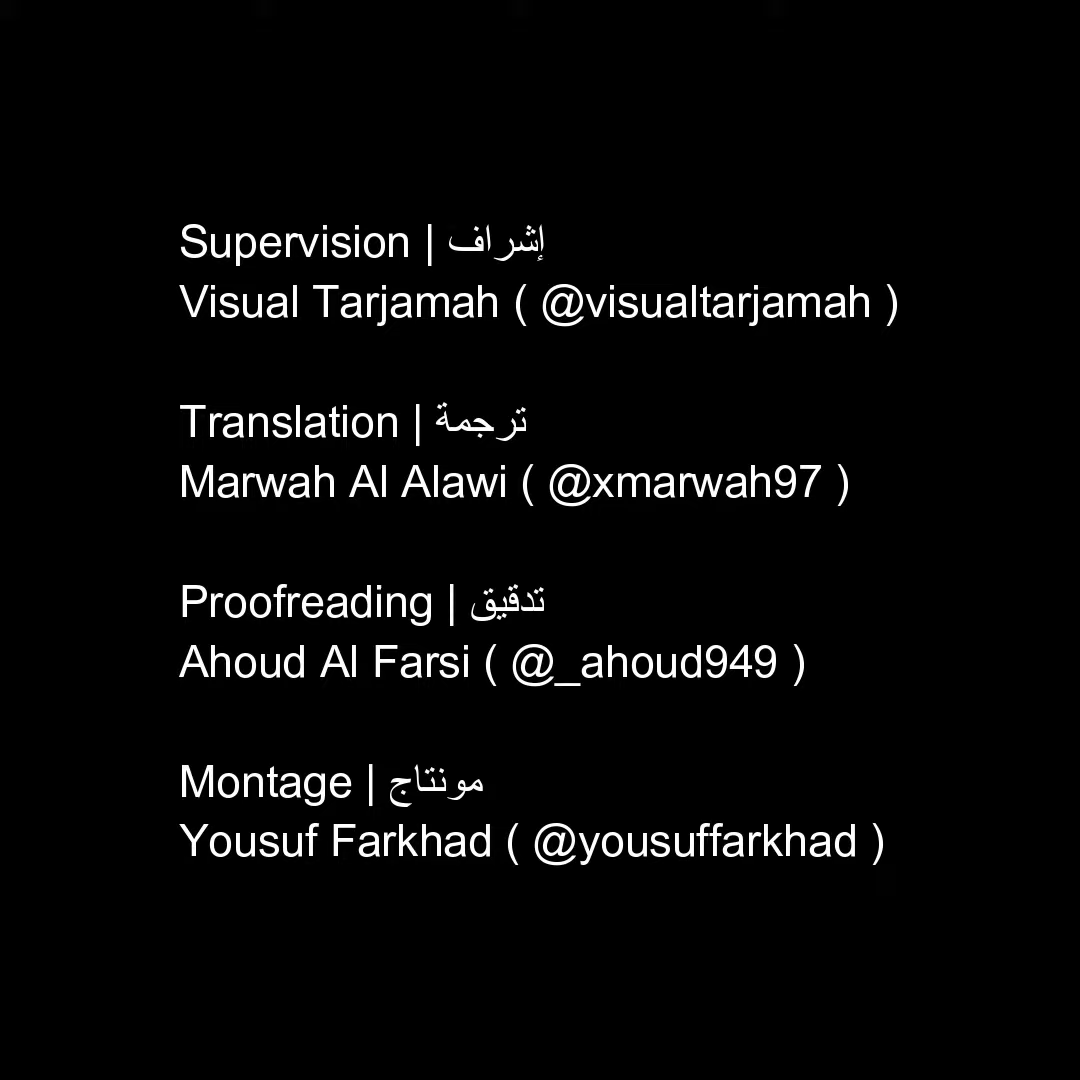 Supervision | إشراف
Visual Tarjamah ( @visualtarjamah )
Translation | ترجمة
Marwah Al Alawi ( @xmarwah97 )
Proofreading | تدقيق
Ahoud Al Farsi ( @_ahoud949 )
Montage | مونتاج
Yousuf Farkhad ( @yousuffarkhad )